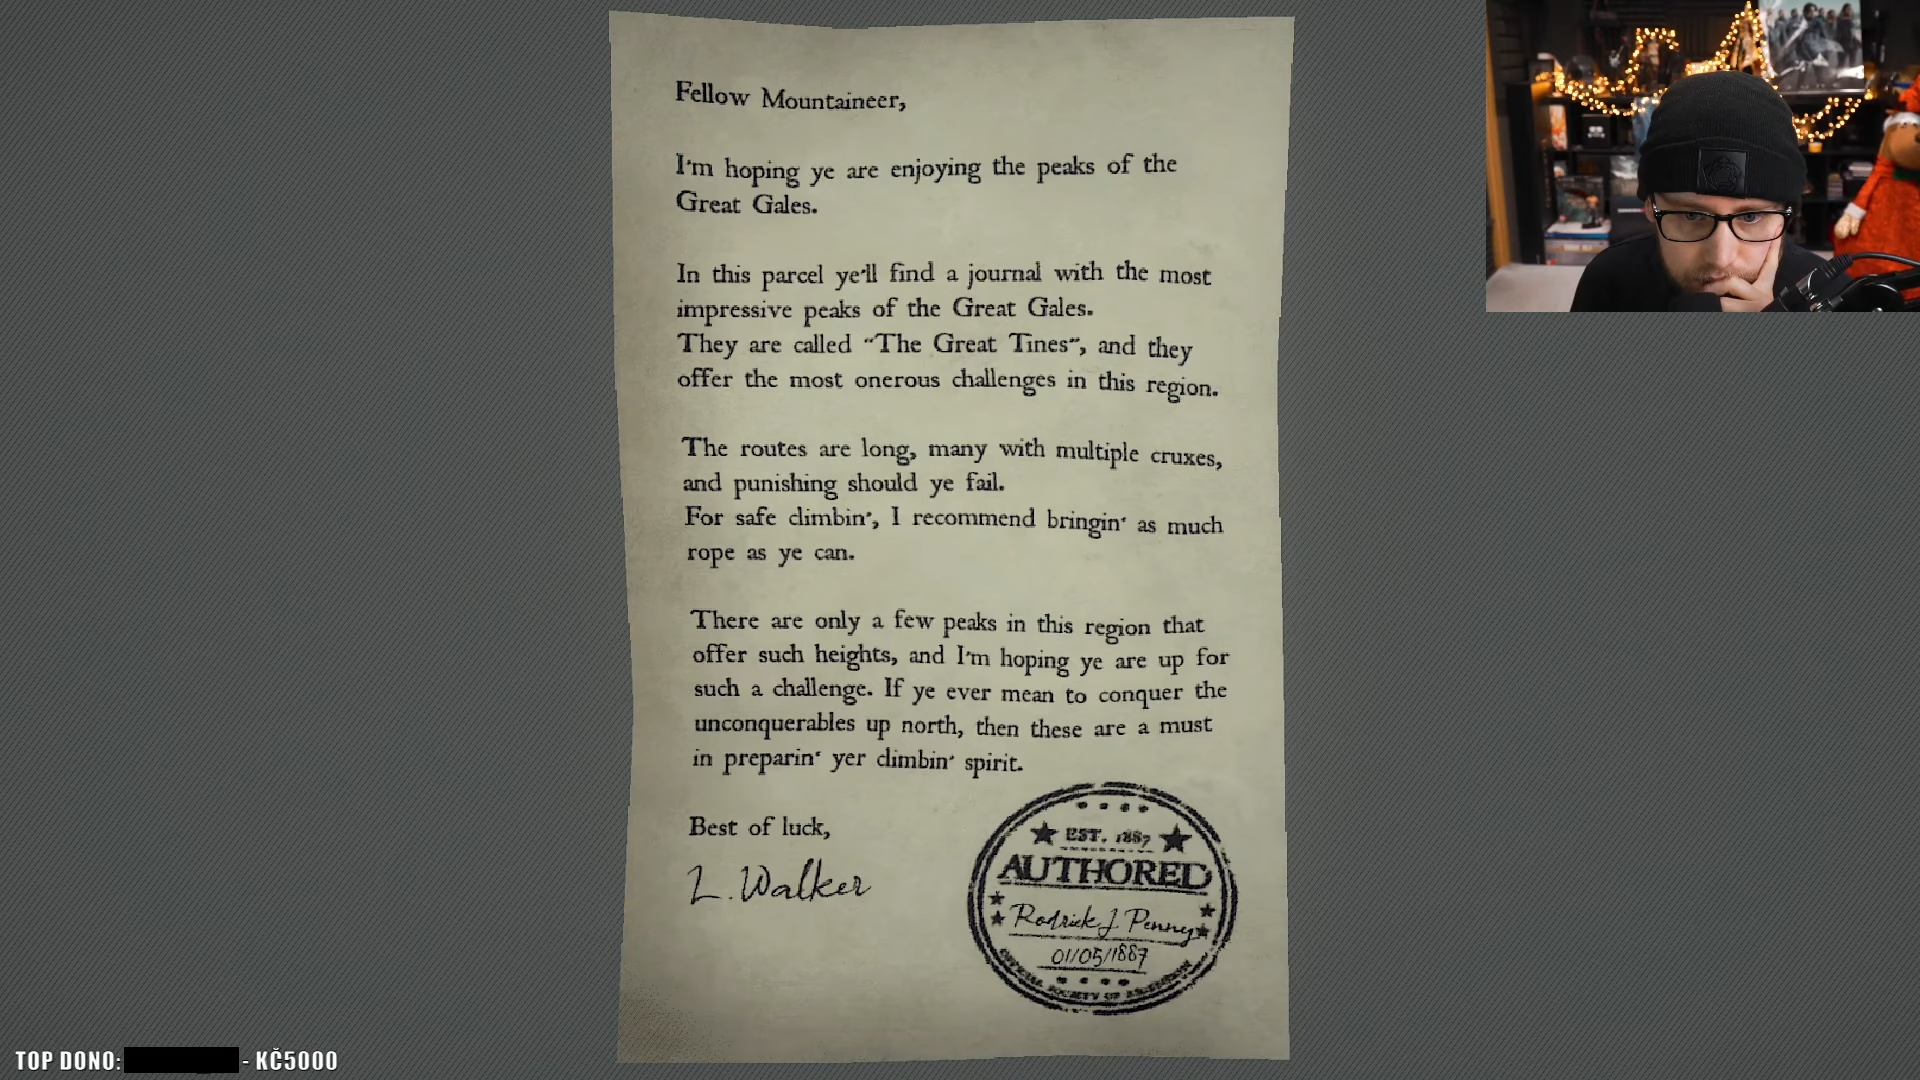 Fellow Mountaineer,
I'm hoping ye are enjoying the peaks of the
Great Gales.
In this parcel ye'll find a journal with the most
impressive peaks of the Great Gales.
They are called "The Great Tines", and they
offer the most onerous challenges in this region.
The routes are long, many with multiple cruxes,
and punishing should ye fail.
For safe climbin', I recommend bringin' as much
rope as ye can.
There are only a few peaks in this region that
offer such heights, and I'm hoping ye are up for
such a challenge. If ye ever mean to conquer the
unconquerables up north, then these are a must
in preparin' yer climbin' spirit.
Best of luck,
L. Walker
EST. 1887
AUTHORED
Rodrick J Penny
01/05/1887
SOCIETY OF
TOP DONO: - KČ5000